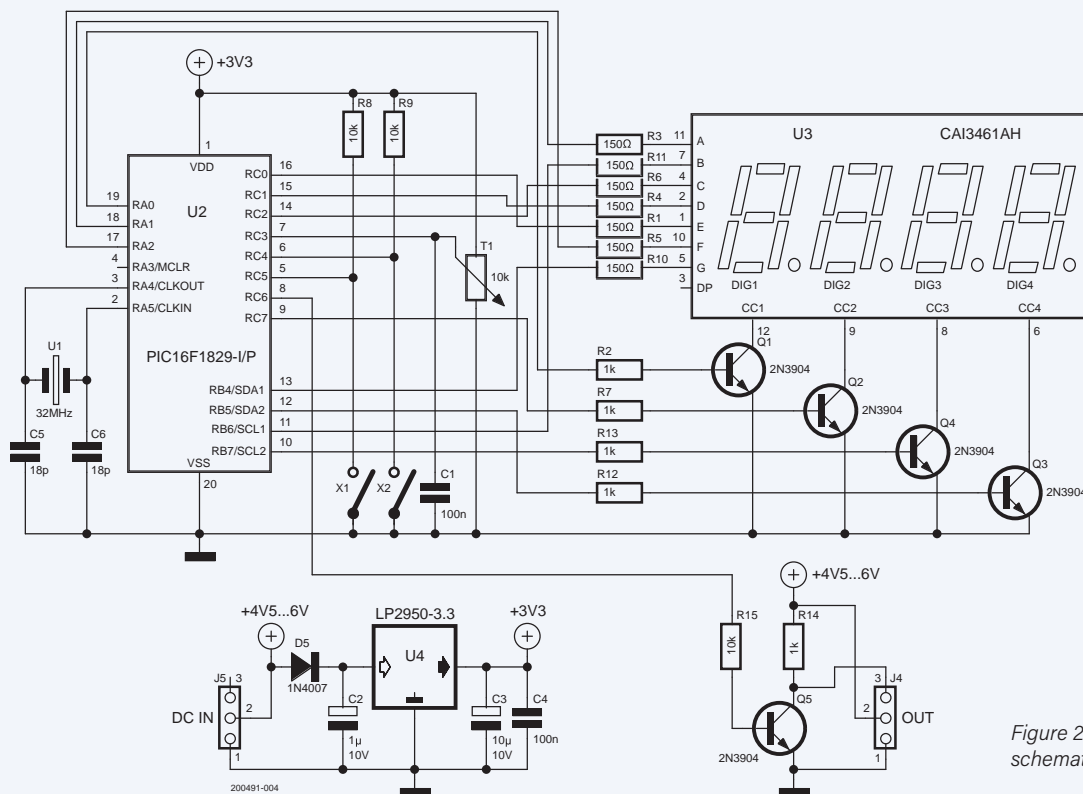 +3V3
R8
R9
10k
10k
1
VDD
U2
PIC16F1829-I/P
VSS
20
19
RA0
18
RA1
17
RA2
4
RA3/MCLR
3
RA4/CLKOUT
2
RA5/CLKIN
RC0
16
RC1
15
RC2
14
RC3
7
RC4
6
RC5
5
RC6
8
RC7
9
RB4/SDA1
13
RB5/SDA2
12
RB6/SCL1
11
RB7/SCL2
10
U1
32MHz
C5
18p
C6
18p
T1
10k
X1
X2
C1
100n
150Ω
R3
11
A
150Ω
R11
7
B
150Ω
R6
4
C
150Ω
R4
2
D
150Ω
R1
1
E
150Ω
R5
10
F
150Ω
R10
5
G
3
DP
U3
CAI3461AH
DIG1
DIG2
DIG3
DIG4
CC1
CC2
CC3
CC4
12
9
8
6
R2
1k
R7
1k
R13
1k
R12
1k
Q1
2N3904
Q2
2N3904
Q4
2N3904
Q3
2N3904
+4V5...6V
D5
1N4007
J5
3
2
1
DC IN
C2
1µ
10V
LP2950-3.3
U4
+3V3
C3
10µ
10V
C4
100n
200491-004
+4V5...6V
R15
10k
R14
1k
Q5
2N3904
J4
3
2
1
OUT
Figure 2
schemat